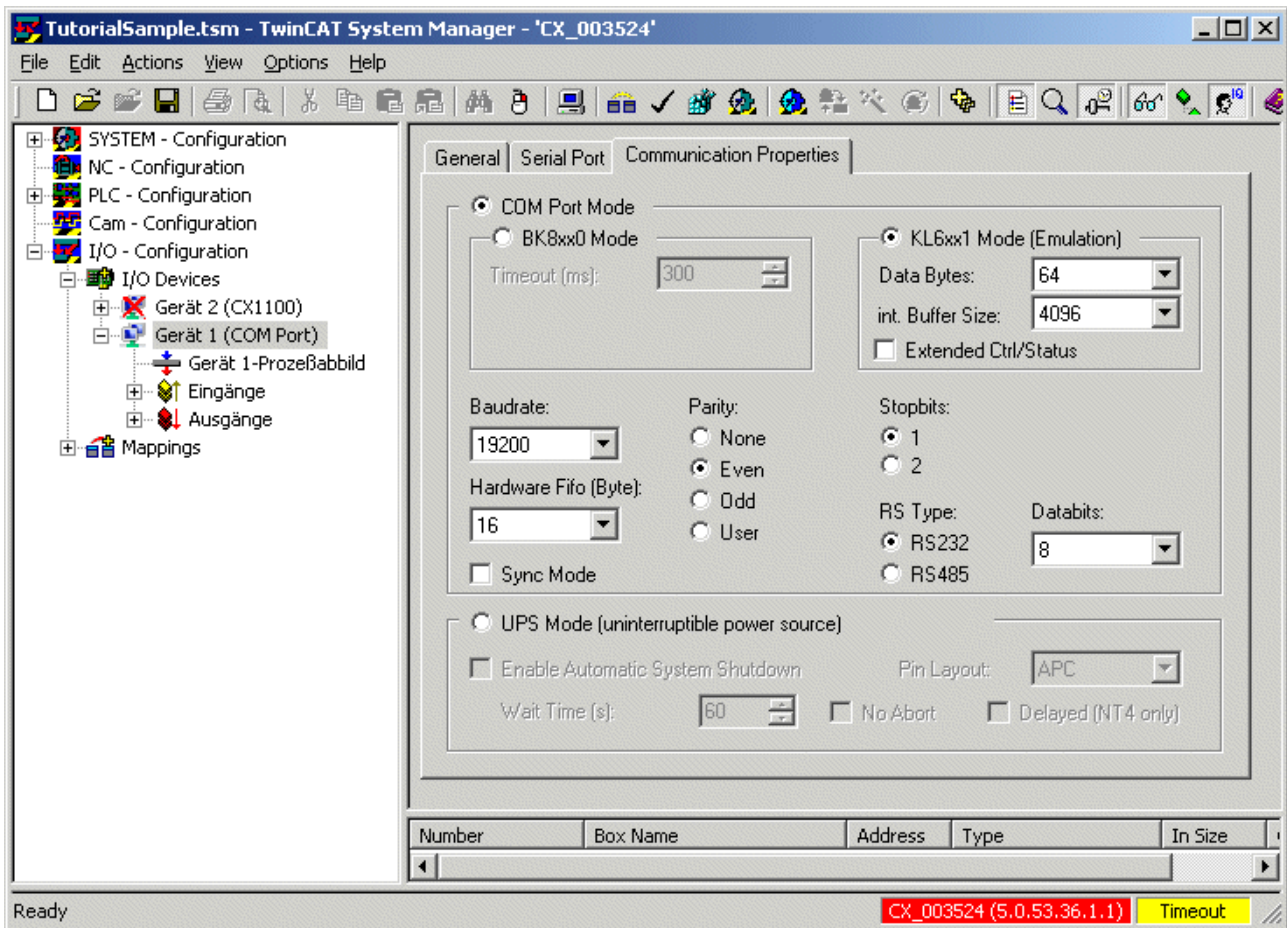 TutorialSample.tsm - TwinCAT System Manager - 'CX_003524'
File Edit Actions View Options Help
SYSTEM - Configuration
NC - Configuration
PLC - Configuration
Cam - Configuration
I/O - Configuration
I/O Devices
Gerät 2 (CX1100)
Gerät 1 (COM Port)
Gerät 1-Prozeßabbild
Eingänge
Ausgänge
Mappings
General Serial Port Communication Properties
COM Port Mode
BK8xx0 Mode
Timeout (ms): 300
KL6xx1 Mode (Emulation)
Data Bytes: 64
int. Buffer Size: 4096
Extended Ctrl/Status
Baudrate:
19200
Hardware Fifo (Byte):
16
Sync Mode
Parity:
None
Even
Odd
User
Stopbits:
1
2
RS Type:
RS232
RS485
Databits:
8
UPS Mode (uninterruptible power source)
Enable Automatic System Shutdown Pin Layout: APC
Wait Time (s): 60 No Abort Delayed (NT4 only)
Number Box Name Address Type In Size
Ready CX_003524 (5.0.53.36.1.1) Timeout